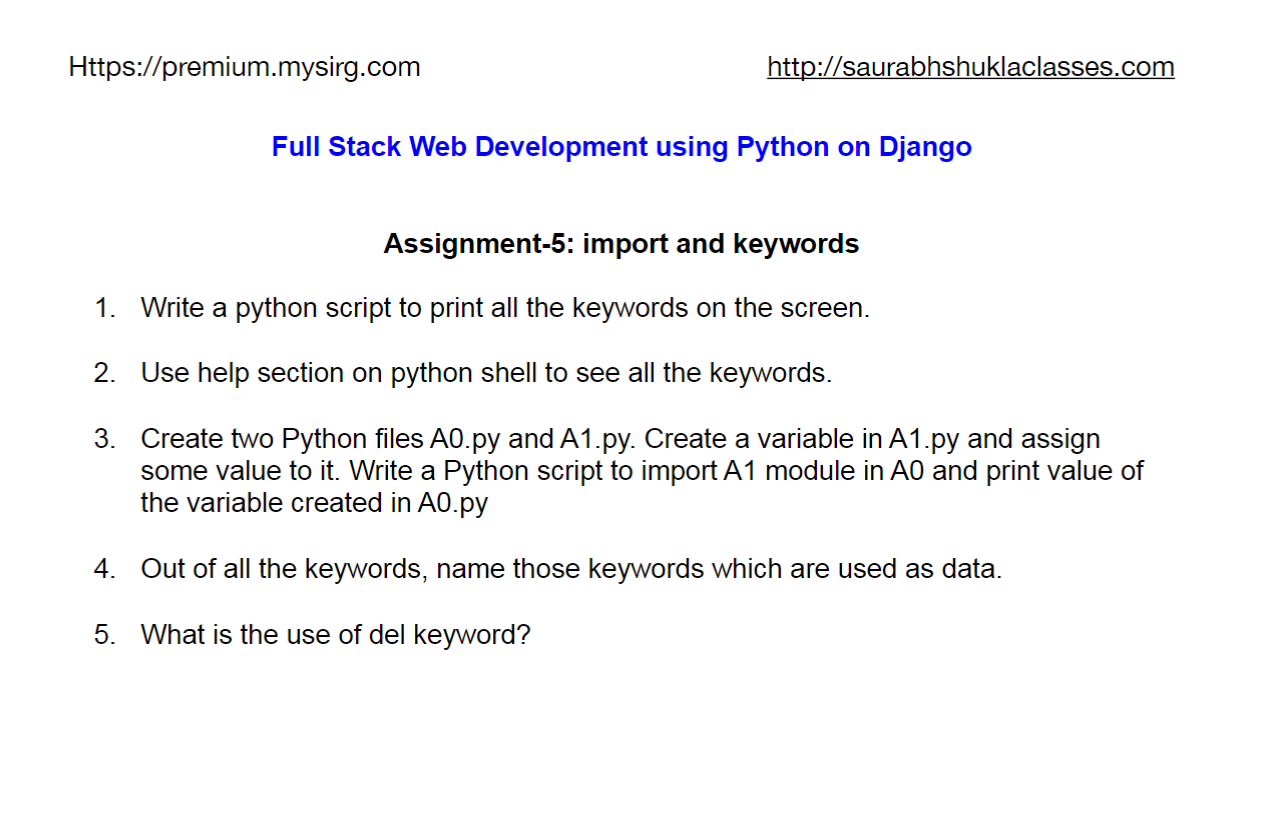 Https://premium.mysirg.com http://saurabhshuklaclasses.com
Full Stack Web Development using Python on Django
Assignment-5: import and keywords
1. Write a python script to print all the keywords on the screen.
2. Use help section on python shell to see all the keywords.
3. Create two Python files A0.py and A1.py. Create a variable in A1.py and assign
some value to it. Write a Python script to import A1 module in A0 and print value of
the variable created in A0.py
4. Out of all the keywords, name those keywords which are used as data.
5. What is the use of del keyword?